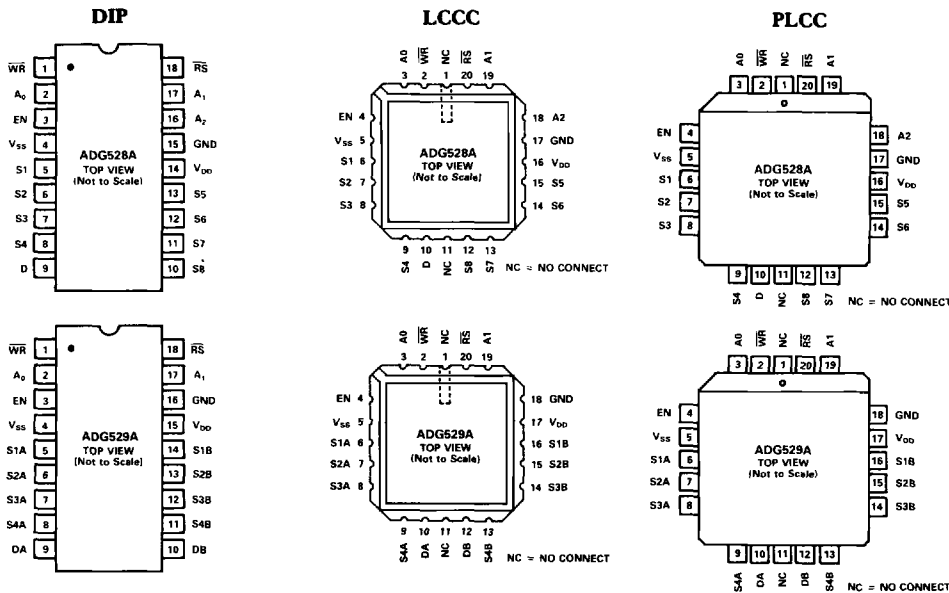 DIP
LCCC
PLCC
WR 1 18 RS
A0 2 17 A1
EN 3 16 A2
VSS 4 15 GND
S1 5 14 VDD
S2 6 13 S5
S3 7 12 S6
S4 8 11 S7
D 9 10 S8
ADG528A
TOP VIEW
(Not to Scale)
A0 WR NC RS A1
3 2 1 20 19
EN 4 18 A2
VSS 5 17 GND
S1 6 16 VDD
S2 7 15 S5
S3 8 14 S6
ADG528A
TOP VIEW
(Not to Scale)
9 10 11 12 13
S4 D NC S8 S7
NC = NO CONNECT
A0 WR NC RS A1
3 2 1 20 19
EN 4 18 A2
VSS 5 17 GND
S1 6 16 VDD
S2 7 15 S5
S3 8 14 S6
ADG528A
TOP VIEW
(Not to Scale)
9 10 11 12 13
S4 D NC S8 S7
NC = NO CONNECT
WR 1 18 RS
A0 2 17 A1
EN 3 16 GND
VSS 4 15 VDD
S1A 5 14 S1B
S2A 6 13 S2B
S3A 7 12 S3B
S4A 8 11 S4B
DA 9 10 DB
ADG529A
TOP VIEW
(Not to Scale)
A0 WR NC RS A1
3 2 1 20 19
EN 4 18 GND
VSS 5 17 VDD
S1A 6 16 S1B
S2A 7 15 S2B
S3A 8 14 S3B
ADG529A
TOP VIEW
(Not to Scale)
9 10 11 12 13
S4A DA NC DB S4B
NC = NO CONNECT
A0 WR NC RS A1
3 2 1 20 19
EN 4 18 GND
VSS 5 17 VDD
S1A 6 16 S1B
S2A 7 15 S2B
S3A 8 14 S3B
ADG529A
TOP VIEW
(Not to Scale)
9 10 11 12 13
S4A DA NC DB S4B
NC = NO CONNECT